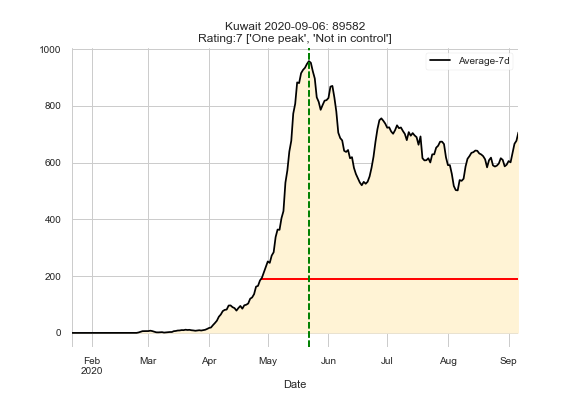 Kuwait 2020-09-06: 89582
Rating:7 ['One peak', 'Not in control']
Average-7d
1000
800
600
400
200
0
Feb Mar Apr May Jun Jul Aug Sep
2020
Date